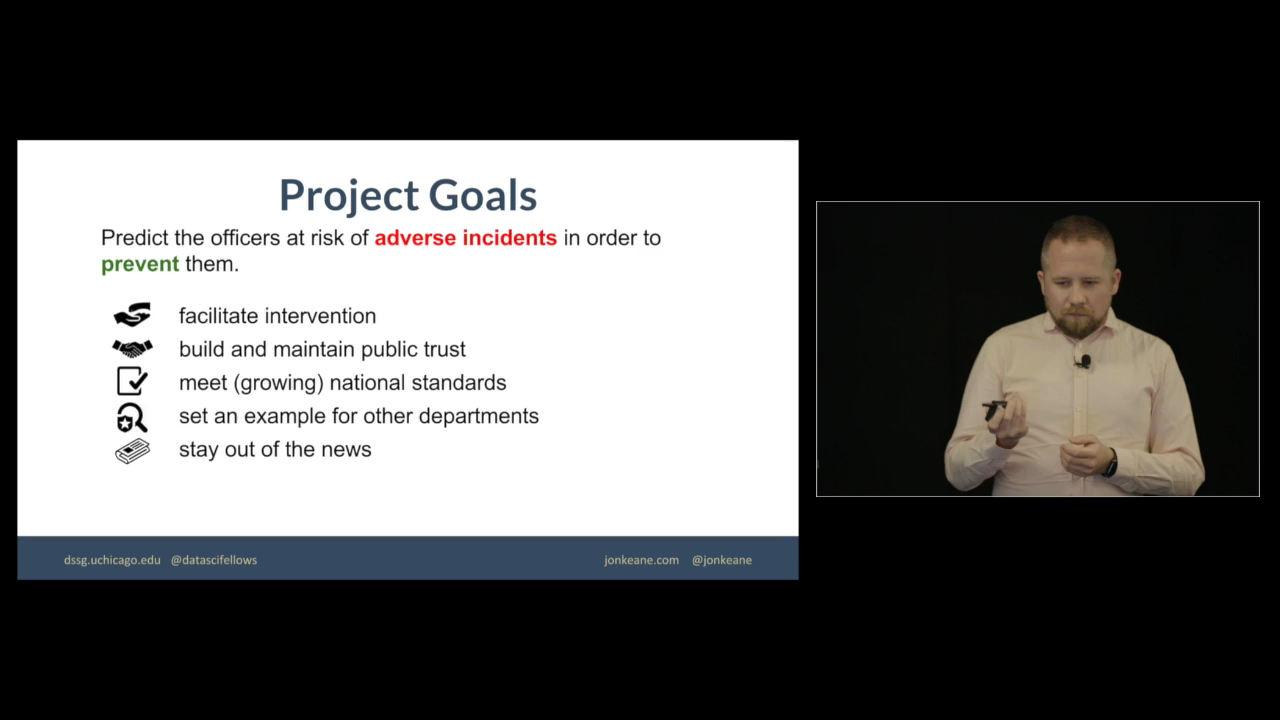 Project Goals
Predict the officers at risk of adverse incidents in order to
prevent them.
facilitate intervention
build and maintain public trust
meet (growing) national standards
set an example for other departments
stay out of the news
dssg.uchicago.edu @datascifellows
jonkeane.com @jonkeane